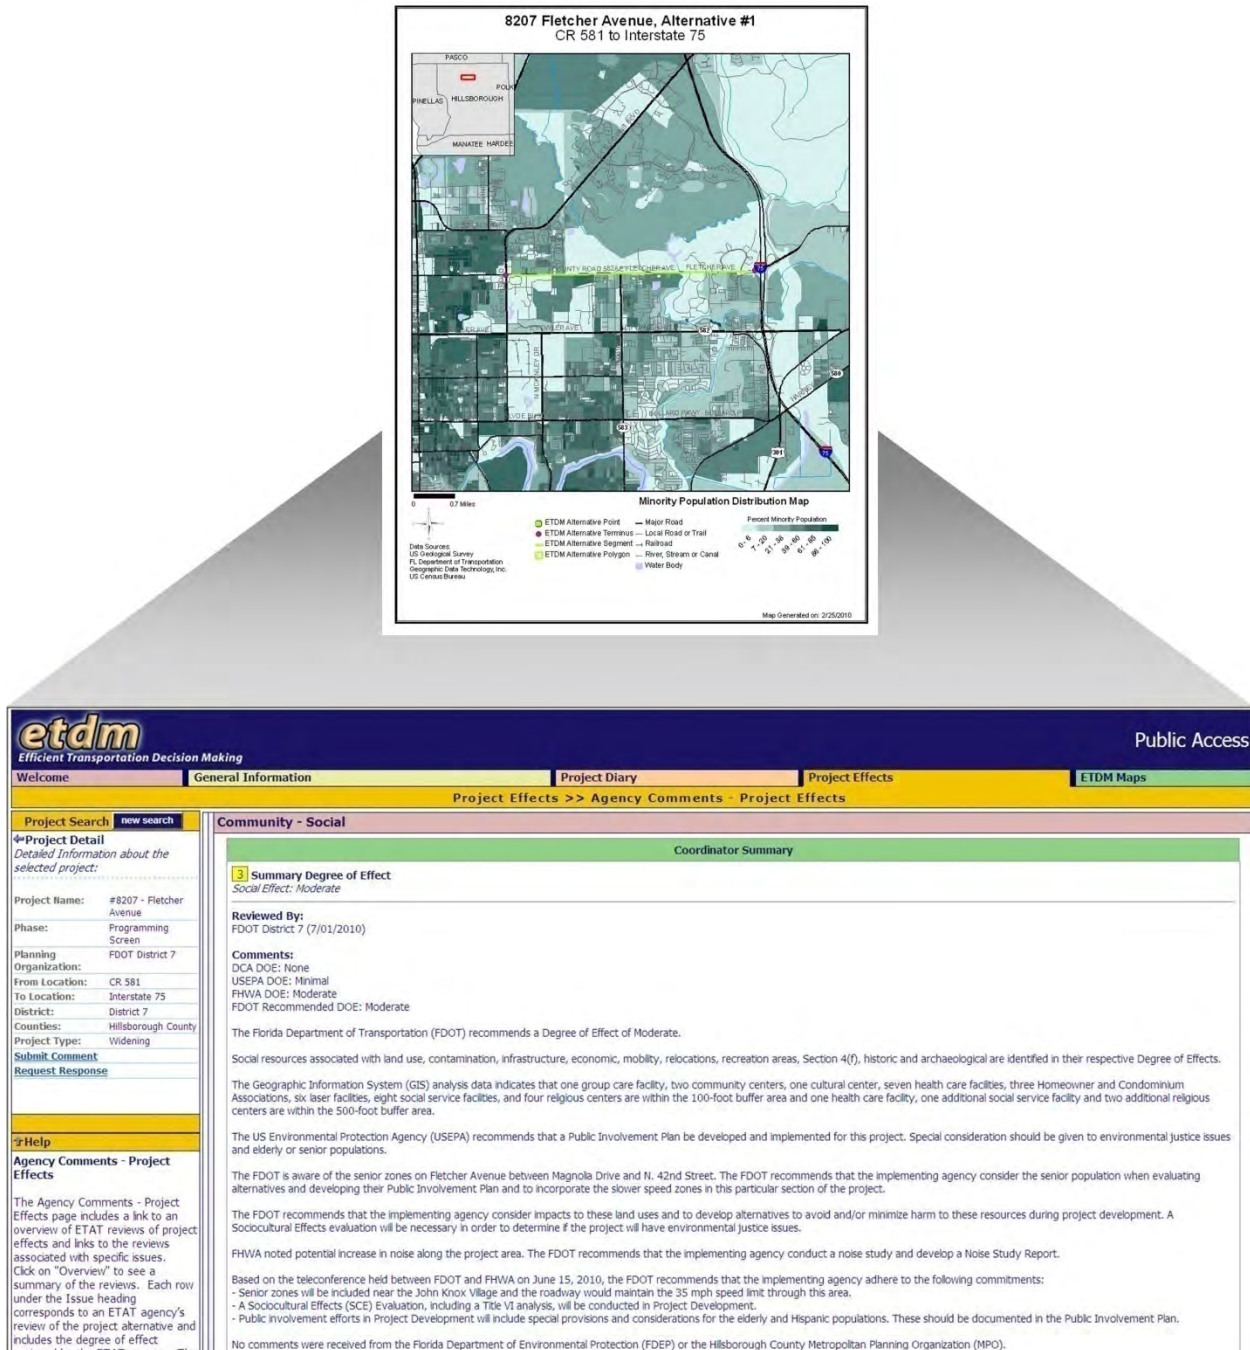 8207 Fletcher Avenue, Alternative #1
CR 581 to Interstate 75
PASCO
POLK
PINELLAS
HILLSBOROUGH
MANATEE HARDEE
FLETCHER AVE
N MCKINLEY DR
582
583
580
301
75
75
0 0.7 Miles
Minority Population Distribution Map
Data Sources:
US Geological Survey
FL Department of Transportation
Geographic Data Technology, Inc.
US Census Bureau
ETDM Alternative Point
ETDM Alternative Terminus
ETDM Alternative Segment
ETDM Alternative Polygon
Major Road
Local Road or Trail
Railroad
River, Stream or Canal
Water Body
Percent Minority Population
0 - 6
7 - 20
21 - 38
39 - 60
61 - 85
86 - 100
Map Generated on: 2/25/2010
etdm
Efficient Transportation Decision Making
Public Access
Welcome
General Information
Project Diary
Project Effects
ETDM Maps
Project Effects >> Agency Comments - Project Effects
Project Search new search
Project Detail
Detailed Information about the
selected project:
Project Name: #8207 - Fletcher
Avenue
Phase: Programming
Screen
Planning FDOT District 7
Organization:
From Location: CR 581
To Location: Interstate 75
District: District 7
Counties: Hillsborough County
Project Type: Widening
Submit Comment
Request Response
Help
Agency Comments - Project
Effects
The Agency Comments - Project
Effects page includes a link to an
overview of ETAT reviews of project
effects and links to the reviews
associated with specific issues.
Click on "Overview" to see a
summary of the reviews. Each row
under the Issue heading
corresponds to an ETAT agency's
review of the project alternative and
includes the degree of effect
Community - Social
Coordinator Summary
3 Summary Degree of Effect
Social Effect: Moderate
Reviewed By:
FDOT District 7 (7/01/2010)
Comments:
DCA DOE: None
USEPA DOE: Minimal
FHWA DOE: Moderate
FDOT Recommended DOE: Moderate
The Florida Department of Transportation (FDOT) recommends a Degree of Effect of Moderate.
Social resources associated with land use, contamination, infrastructure, economic, mobility, relocations, recreation areas, Section 4(f), historic and archaeological are identified in their respective Degree of Effects.
The Geographic Information System (GIS) analysis data indicates that one group care facility, two community centers, one cultural center, seven health care facilities, three Homeowner and Condominium
Associations, six laser facilities, eight social service facilities, and four religious centers are within the 100-foot buffer area and one health care facility, one additional social service facility and two additional religious
centers are within the 500-foot buffer area.
The US Environmental Protection Agency (USEPA) recommends that a Public Involvement Plan be developed and implemented for this project. Special consideration should be given to environmental justice issues
and elderly or senior populations.
The FDOT is aware of the senior zones on Fletcher Avenue between Magnolia Drive and N. 42nd Street. The FDOT recommends that the implementing agency consider the senior population when evaluating
alternatives and developing their Public Involvement Plan and to incorporate the slower speed zones in this particular section of the project.
The FDOT recommends that the implementing agency consider impacts to these land uses and to develop alternatives to avoid and/or minimize harm to these resources during project development. A
Sociocultural Effects evaluation will be necessary in order to determine if the project will have environmental justice issues.
FHWA noted potential increase in noise along the project area. The FDOT recommends that the implementing agency conduct a noise study and develop a Noise Study Report.
Based on the teleconference held between FDOT and FHWA on June 15, 2010, the FDOT recommends that the implementing agency adhere to the following commitments:
- Senior zones will be included near the John Knox Village and the roadway would maintain the 35 mph speed limit through this area.
- A Sociocultural Effects (SCE) Evaluation, including a Title VI analysis, will be conducted in Project Development.
- Public involvement efforts in Project Development will include special provisions and considerations for the elderly and Hispanic populations. These should be documented in the Public Involvement Plan.
No comments were received from the Florida Department of Environmental Protection (FDEP) or the Hillsborough County Metropolitan Planning Organization (MPO).